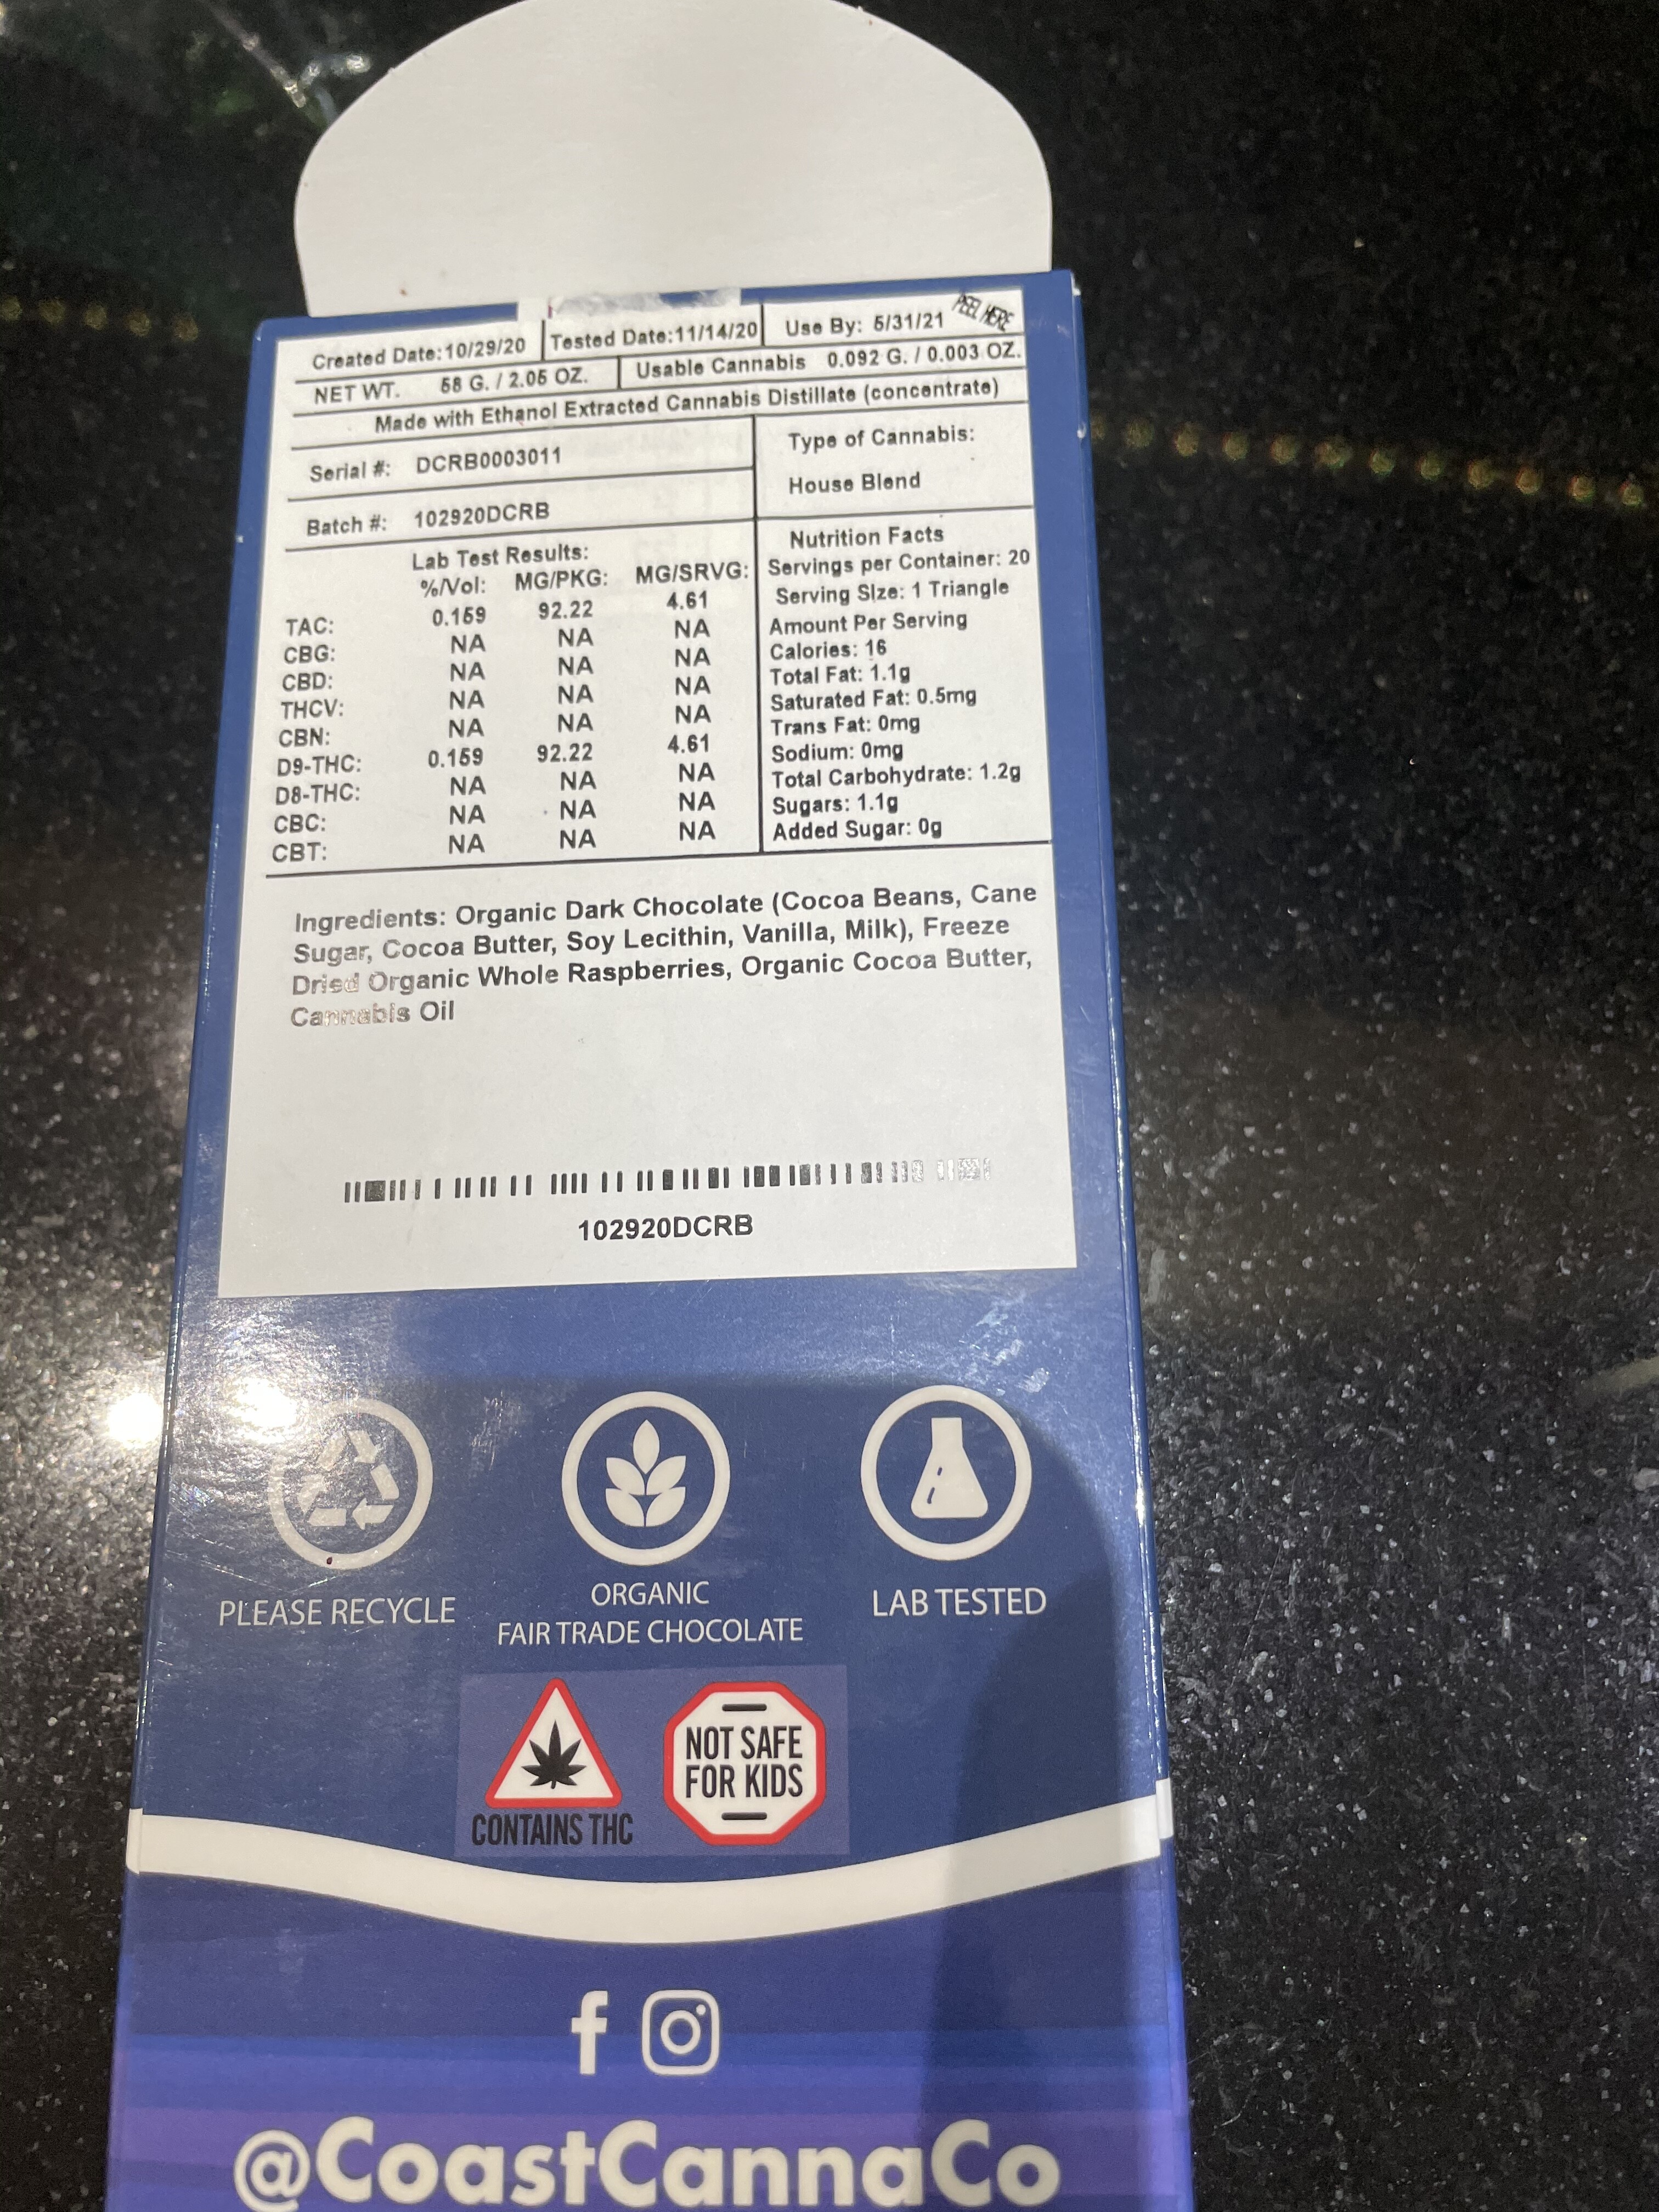 PEEL HERE
Created Date:10/29/20 Tested Date:11/14/20 Use By: 5/31/21
NET WT. 58 G. / 2.05 OZ. Usable Cannabis 0.092 G. / 0.003 OZ.
Made with Ethanol Extracted Cannabis Distillate (concentrate)
Serial #: DCRB0003011
Batch #: 102920DCRB
Type of Cannabis:
House Blend
Lab Test Results:
%/Vol: MG/PKG: MG/SRVG:
TAC: 0.159 92.22 4.61
CBG: NA NA NA
CBD: NA NA NA
THCV: NA NA NA
CBN: NA NA NA
D9-THC: 0.159 92.22 4.61
D8-THC: NA NA NA
CBC: NA NA NA
CBT: NA NA NA
Nutrition Facts
Servings per Container: 20
Serving Size: 1 Triangle
Amount Per Serving
Calories: 16
Total Fat: 1.1g
Saturated Fat: 0.5mg
Trans Fat: 0mg
Sodium: 0mg
Total Carbohydrate: 1.2g
Sugars: 1.1g
Added Sugar: 0g
Ingredients: Organic Dark Chocolate (Cocoa Beans, Cane
Sugar, Cocoa Butter, Soy Lecithin, Vanilla, Milk), Freeze
Dried Organic Whole Raspberries, Organic Cocoa Butter,
Cannabis Oil
102920DCRB
PLEASE RECYCLE
ORGANIC
FAIR TRADE CHOCOLATE
LAB TESTED
CONTAINS THC
NOT SAFE
FOR KIDS
@CoastCannaCo